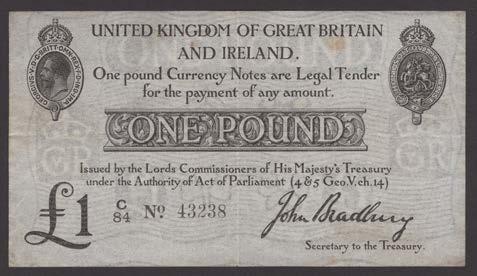 UNITED KINGDOM OF GREAT BRITAIN
AND IRELAND.
One pound Currency Notes are Legal Tender
for the payment of any amount.
ONE POUND
Issued by the Lords Commissioners of His Majesty's Treasury
under the Authority of Act of Parliament (4 & 5 Geo.V. ch.14)
£1 C/84 No. 43238 John Bradbury
Secretary to the Treasury.